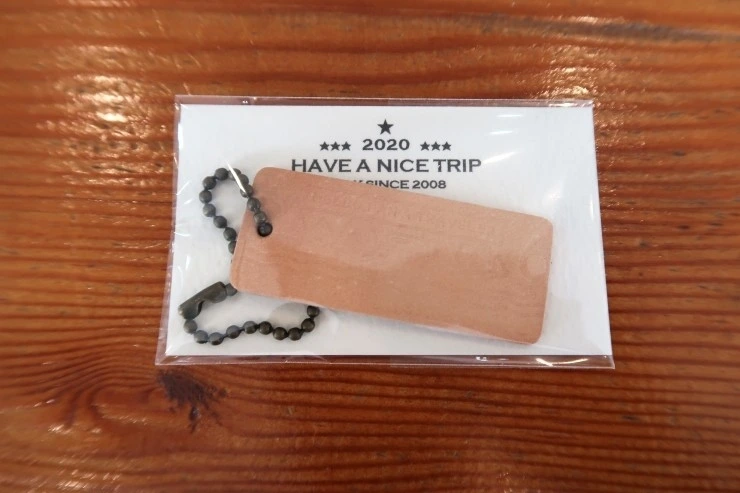 ★
★★★ 2020 ★★★
HAVE A NICE TRIP
SINCE 2008